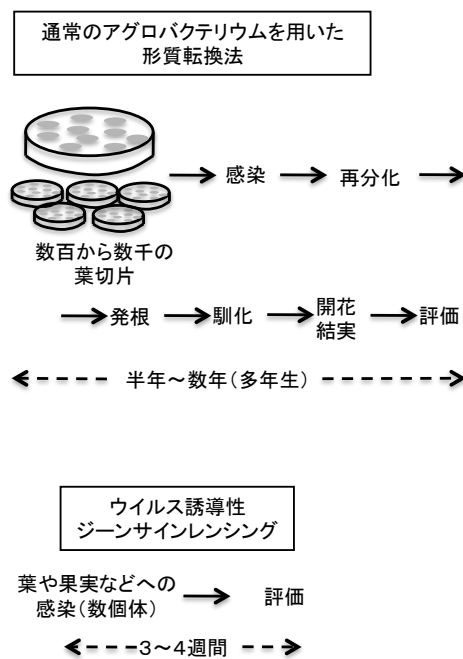 通常のアグロバクテリウムを用いた
形質転換法
感染
再分化
数百から数千の
葉切片
発根
馴化
開花
結実
評価
半年〜数年(多年生)
ウイルス誘導性
ジーンサインレンシング
葉や果実などへの
感染(数個体)
評価
3〜4週間